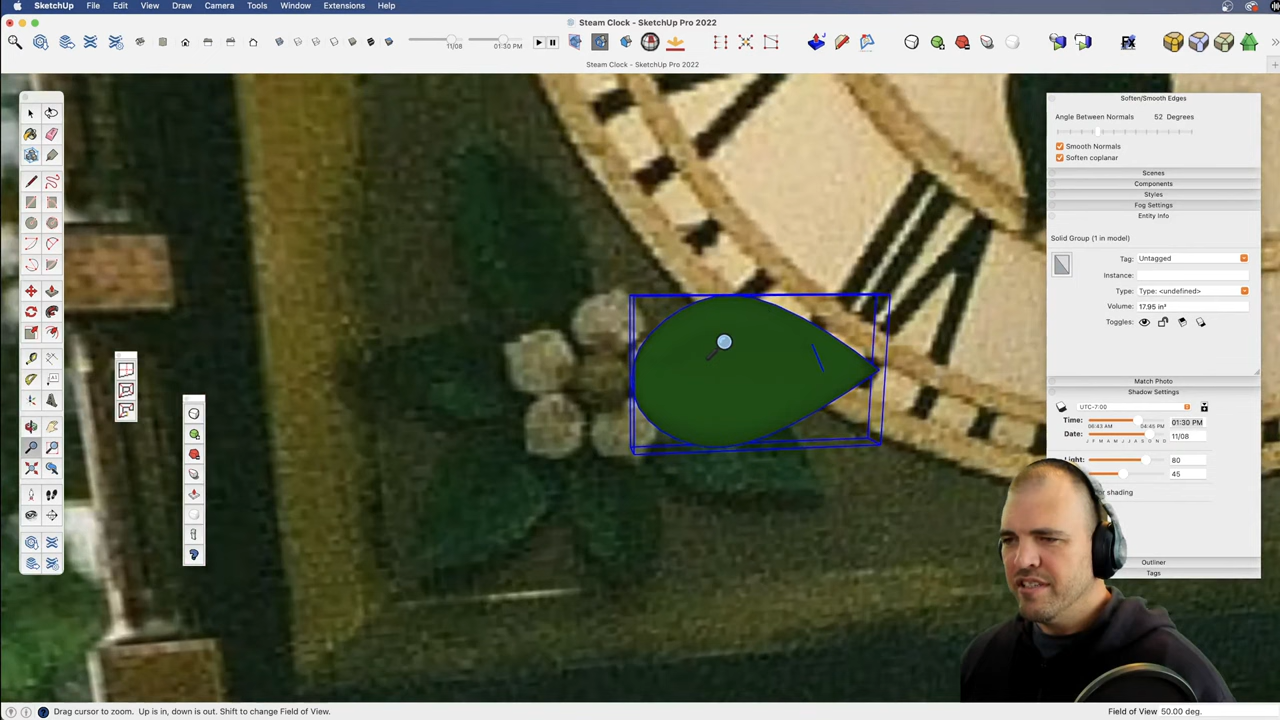 SketchUp File Edit View Draw Camera Tools Window Extensions Help
Steam Clock - SketchUp Pro 2022
11/08 01:30 PM
Steam Clock - SketchUp Pro 2022
Soften/Smooth Edges
Angle Between Normals 52 Degrees
Smooth Normals
Soften coplanar
Scenes
Components
Styles
Fog Settings
Entity Info
Solid Group (1 in model)
Tag: Untagged
Instance:
Type: Type: <undefined>
Volume: 17.95 in³
Toggles:
Match Photo
Shadow Settings
UTC-7:00
Time: 01:30 PM
06:43 AM 04:45 PM
Date: 11/08
J F M A M J J A S O N D
Light: 80
45
shading
Outliner
Tags
Drag cursor to zoom. Up is in, down is out. Shift to change Field of View.
Field of View 50.00 deg.